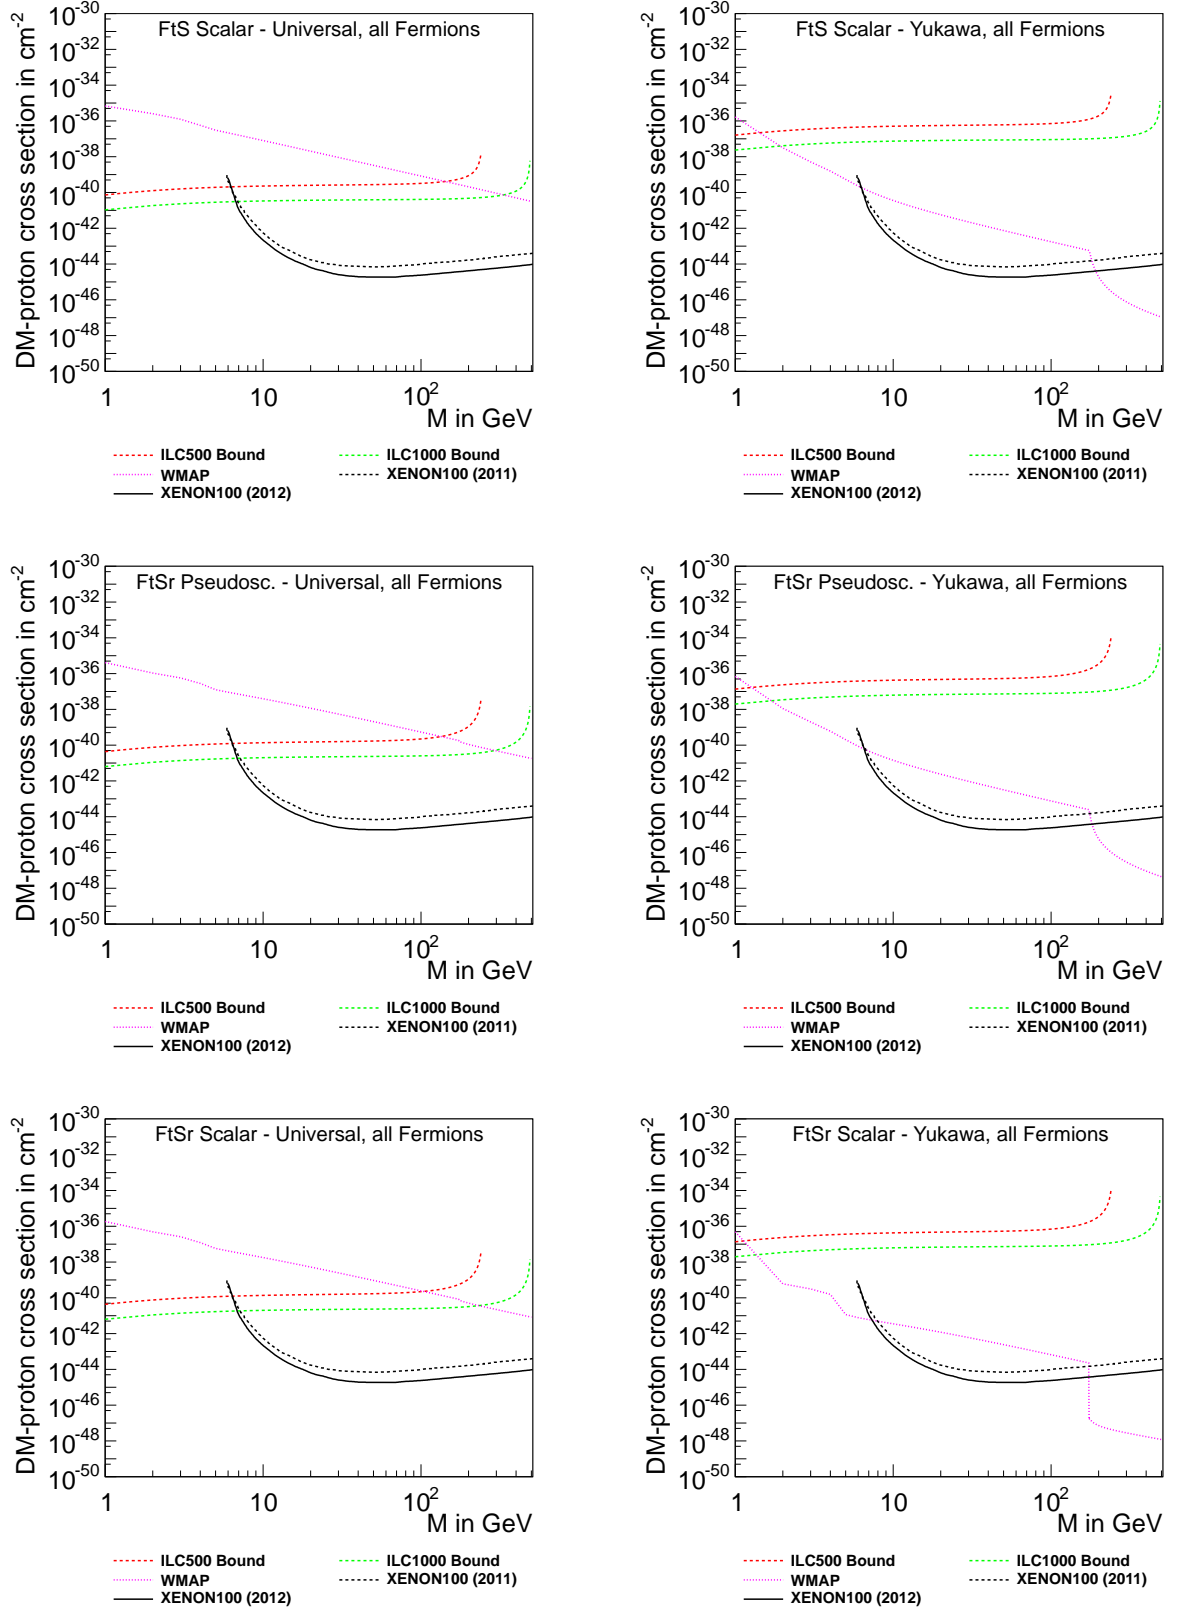 FtS Scalar - Universal, all Fermions
DM-proton cross section in cm-2
10-30
10-32
10-34
10-36
10-38
10-40
10-42
10-44
10-46
10-48
10-50
1 10 102
M in GeV
ILC500 Bound ILC1000 Bound
WMAP XENON100 (2011)
XENON100 (2012)
FtS Scalar - Yukawa, all Fermions
DM-proton cross section in cm-2
10-30
10-32
10-34
10-36
10-38
10-40
10-42
10-44
10-46
10-48
10-50
1 10 102
M in GeV
ILC500 Bound ILC1000 Bound
WMAP XENON100 (2011)
XENON100 (2012)
FtSr Pseudosc. - Universal, all Fermions
DM-proton cross section in cm-2
10-30
10-32
10-34
10-36
10-38
10-40
10-42
10-44
10-46
10-48
10-50
1 10 102
M in GeV
ILC500 Bound ILC1000 Bound
WMAP XENON100 (2011)
XENON100 (2012)
FtSr Pseudosc. - Yukawa, all Fermions
DM-proton cross section in cm-2
10-30
10-32
10-34
10-36
10-38
10-40
10-42
10-44
10-46
10-48
10-50
1 10 102
M in GeV
ILC500 Bound ILC1000 Bound
WMAP XENON100 (2011)
XENON100 (2012)
FtSr Scalar - Universal, all Fermions
DM-proton cross section in cm-2
10-30
10-32
10-34
10-36
10-38
10-40
10-42
10-44
10-46
10-48
10-50
1 10 102
M in GeV
ILC500 Bound ILC1000 Bound
WMAP XENON100 (2011)
XENON100 (2012)
FtSr Scalar - Yukawa, all Fermions
DM-proton cross section in cm-2
10-30
10-32
10-34
10-36
10-38
10-40
10-42
10-44
10-46
10-48
10-50
1 10 102
M in GeV
ILC500 Bound ILC1000 Bound
WMAP XENON100 (2011)
XENON100 (2012)